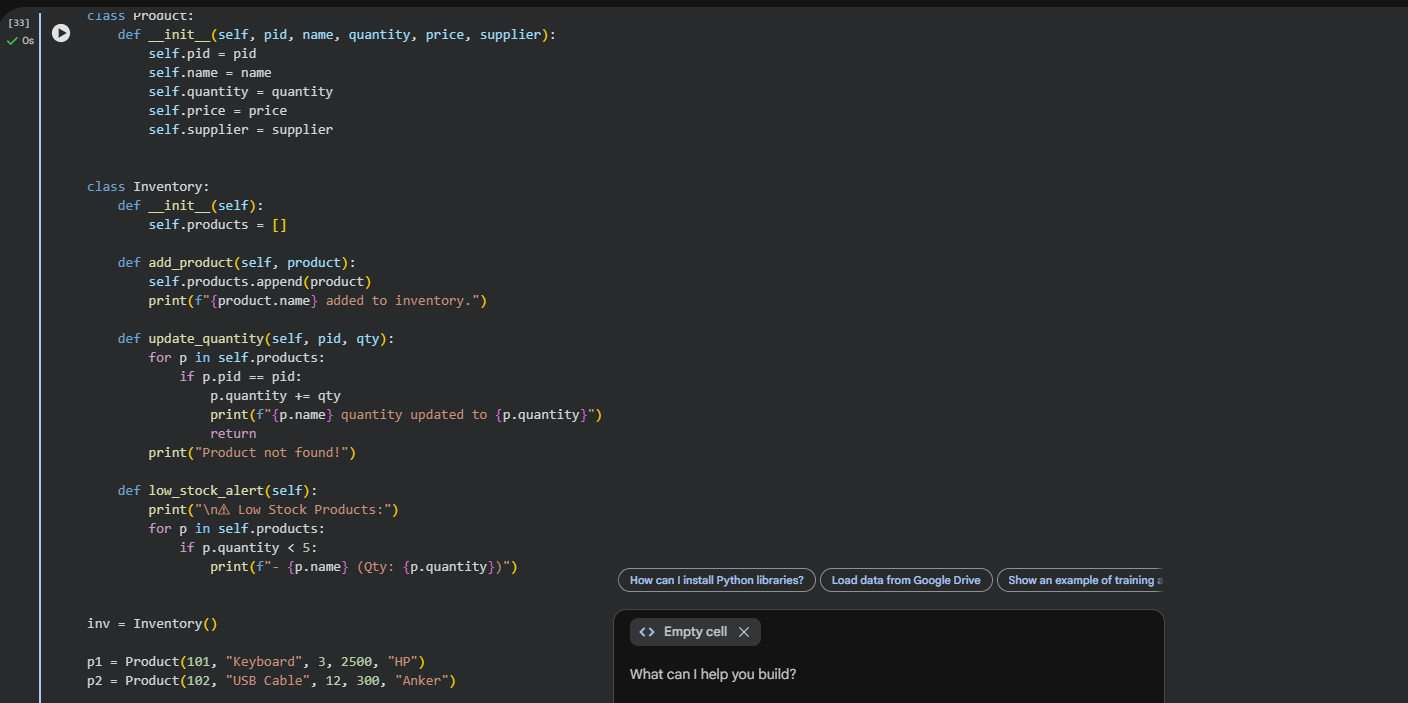 [33]
0s
class Product:
    def __init__(self, pid, name, quantity, price, supplier):
        self.pid = pid
        self.name = name
        self.quantity = quantity
        self.price = price
        self.supplier = supplier
class Inventory:
    def __init__(self):
        self.products = []
    def add_product(self, product):
        self.products.append(product)
        print(f"{product.name} added to inventory.")
    def update_quantity(self, pid, qty):
        for p in self.products:
            if p.pid == pid:
                p.quantity += qty
                print(f"{p.name} quantity updated to {p.quantity}")
                return
        print("Product not found!")
    def low_stock_alert(self):
        print("\n⚠ Low Stock Products:")
        for p in self.products:
            if p.quantity < 5:
                print(f"- {p.name} (Qty: {p.quantity})")
inv = Inventory()
p1 = Product(101, "Keyboard", 3, 2500, "HP")
p2 = Product(102, "USB Cable", 12, 300, "Anker")
How can I install Python libraries?
Load data from Google Drive
Show an example of training
Empty cell
What can I help you build?